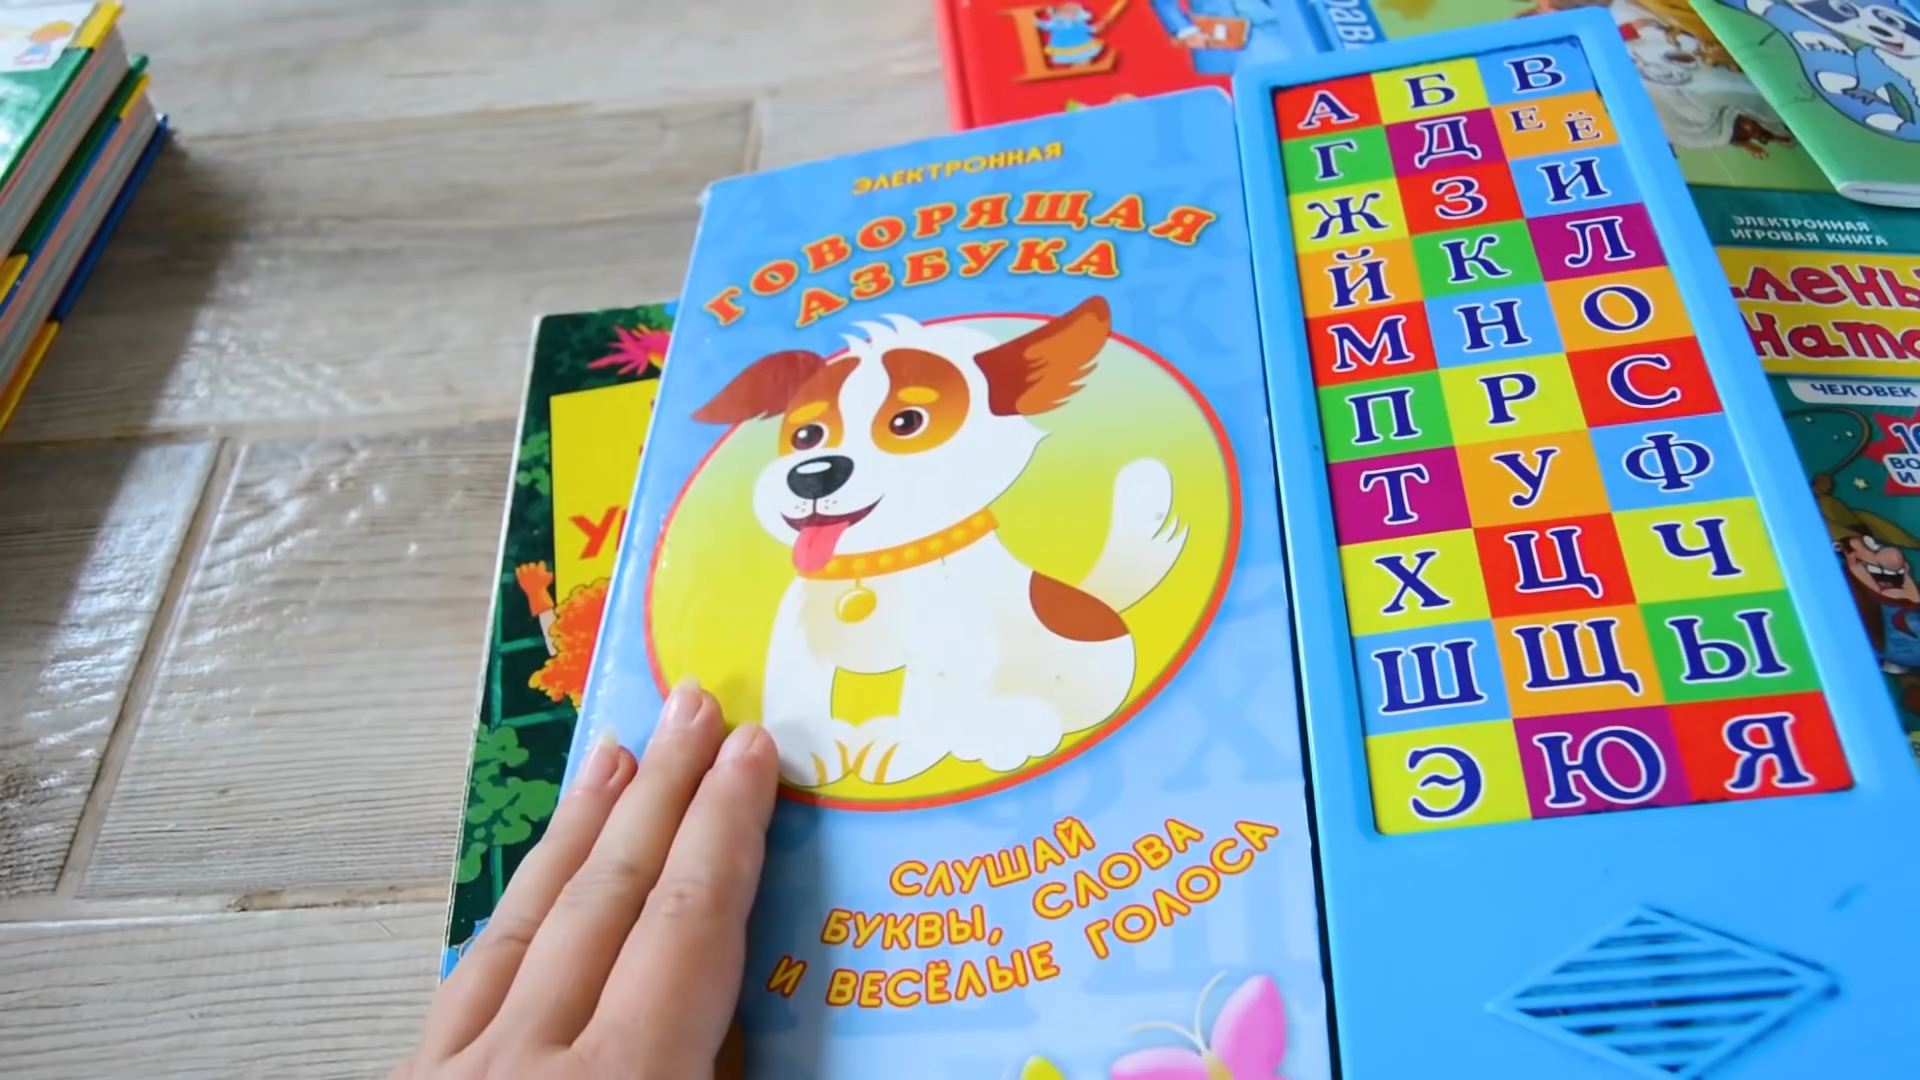 ЭЛЕКТРОННАЯ
ГОВОРЯЩАЯ
АЗБУКА
СЛУШАЙ
БУКВЫ, СЛОВА
И ВЕСЁЛЫЕ ГОЛОСА
А Б В
Г Д Е Ё
Ж З И
Й К Л
М Н О
П Р С
Т У Ф
Х Ц Ч
Ш Щ Ы
Э Ю Я
ЭЛЕКТРОННАЯ
ИГРОВАЯ КНИГА
ЧЕЛОВЕК